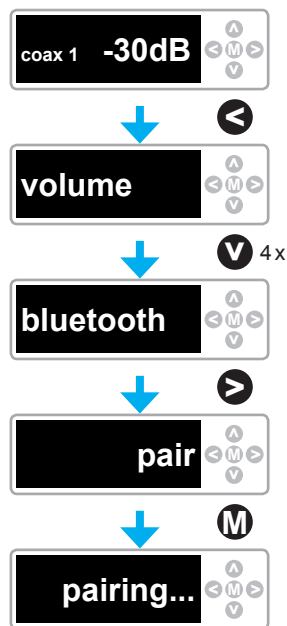 coax 1 -30dB < M > ʌ v
<
volume < M > ʌ v
v 4 x
bluetooth < M > ʌ v
>
pair < M > ʌ v
M
pairing... < M > ʌ v